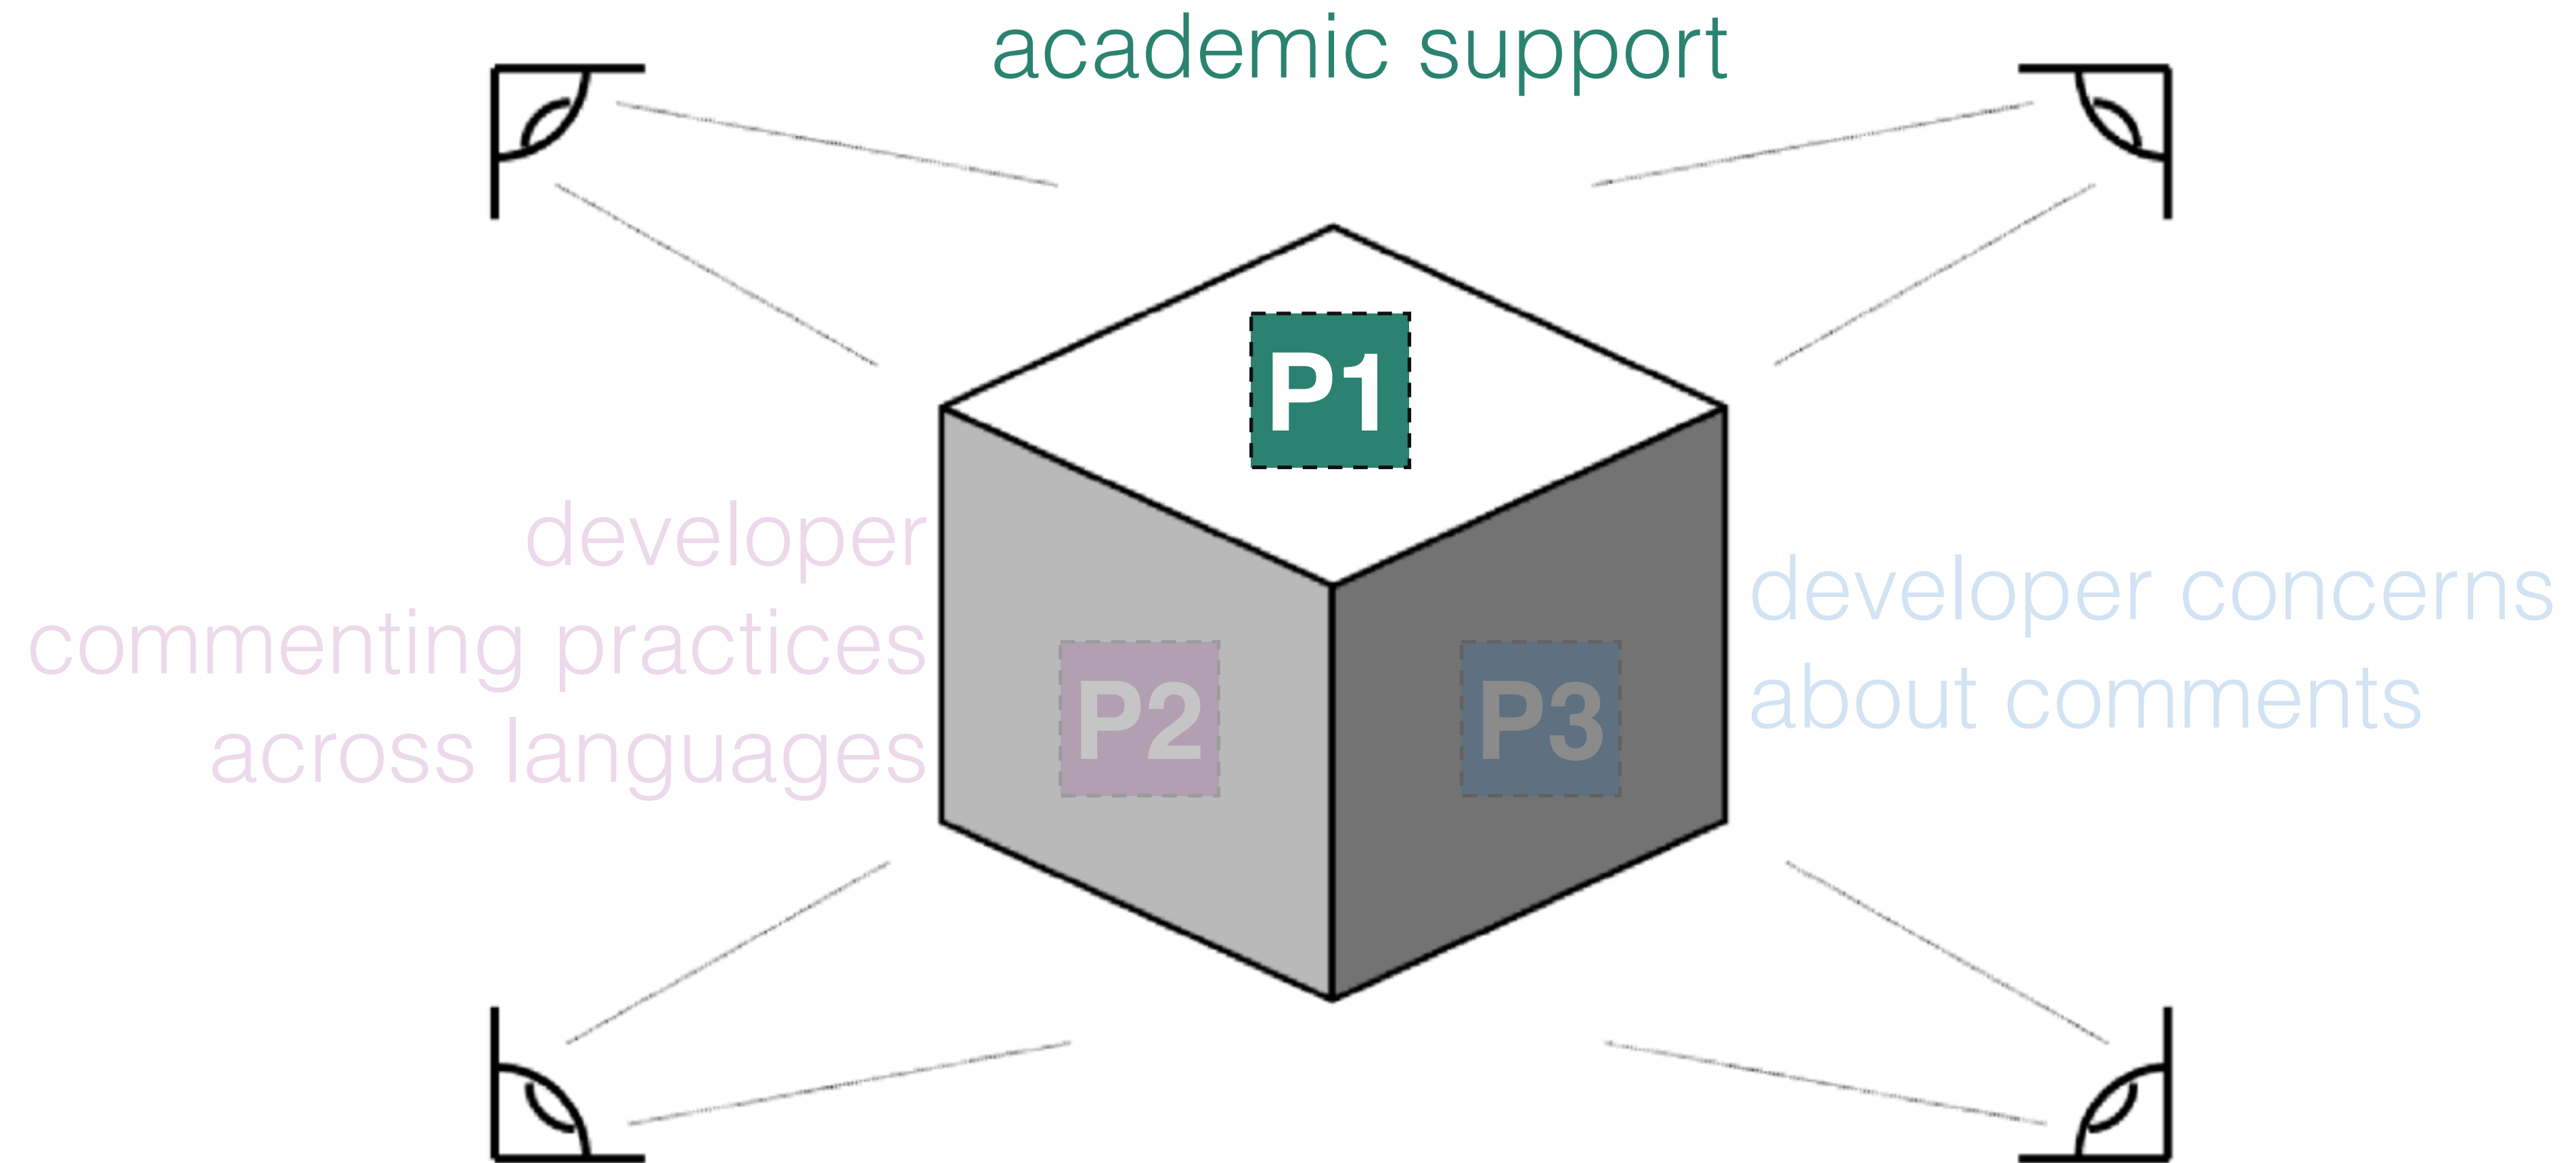 academic support
P1
developer
commenting practices
across languages
P2
P3
developer concerns
about comments